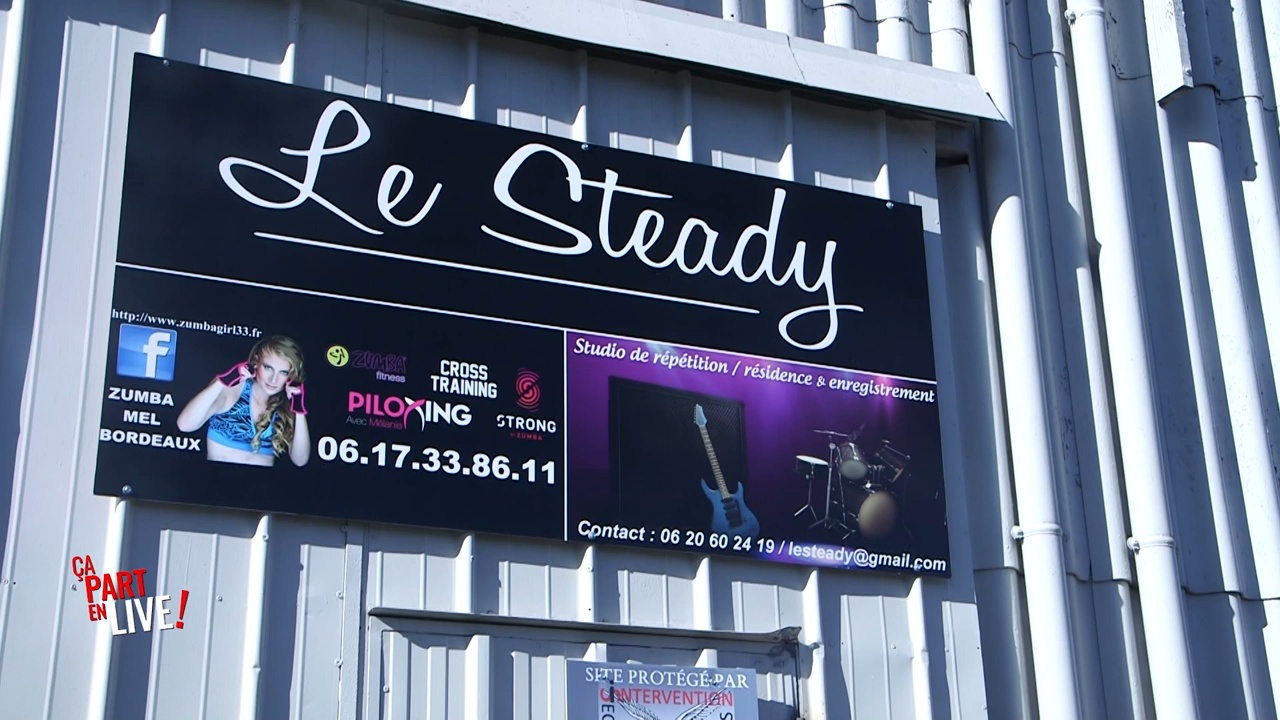 Le Steady
http://www.zumbagirl33.fr
f
ZUMBA
MEL
BORDEAUX
ZUMBA
fitness
CROSS
TRAINING
PILOXING
Avec Mélanie
STRONG
BY ZUMBA
06.17.33.86.11
Studio de répétition / résidence & enregistrement
Contact : 06 20 60 24 19 / lesteady@gmail.com
ÇA
PART
EN
LIVE !
SITE PROTÉGÉ PAR
INTERVENTION